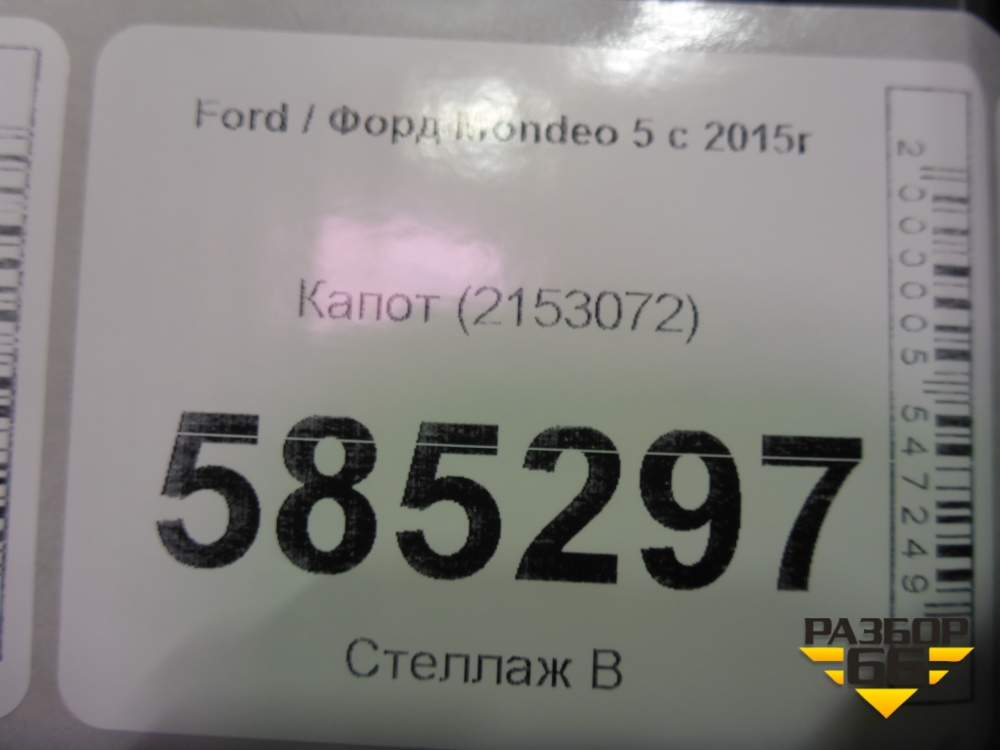 Ford / Форд Mondeo 5 с 2015г
Капот (2153072)
585297
Стеллаж В
2000005547249
РАЗБОР
66